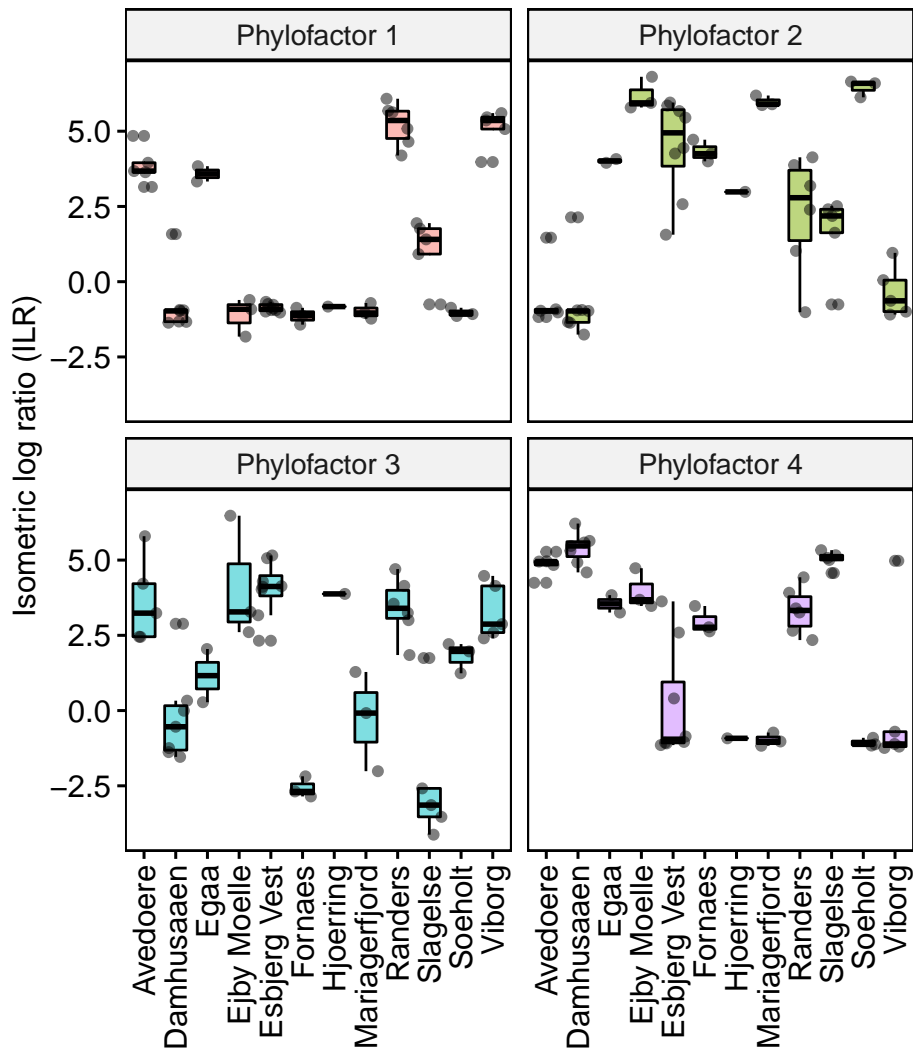 Phylofactor 1
Phylofactor 2
5.0
2.5
0.0
−2.5
Phylofactor 3
Phylofactor 4
5.0
2.5
0.0
−2.5
Isometric log ratio (ILR)
Avedoere
Damhusaaen
Egaa
Ejby Moelle
Esbjerg Vest
Fornaes
Hjoerring
Mariagerfjord
Randers
Slagelse
Soeholt
Viborg
Avedoere
Damhusaaen
Egaa
Ejby Moelle
Esbjerg Vest
Fornaes
Hjoerring
Mariagerfjord
Randers
Slagelse
Soeholt
Viborg